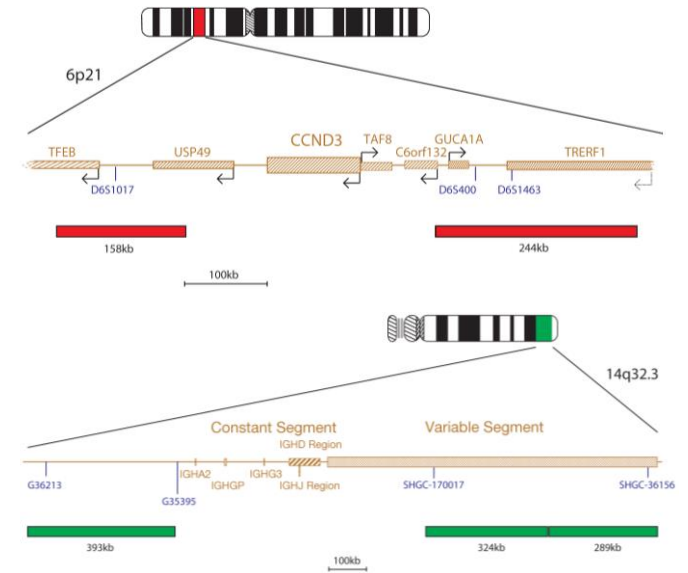 6p21
TFEB
USP49
CCND3
TAF8
C6orf132
GUCA1A
TRERF1
D6S1017
D6S400
D6S1463
158kb
244kb
100kb
14q32.3
Constant Segment
Variable Segment
IGHD Region
IGHA2
IGHG3
IGHGP
IGHJ Region
G36213
G35395
SHGC-170017
SHGC-36156
393kb
324kb
289kb
100kb